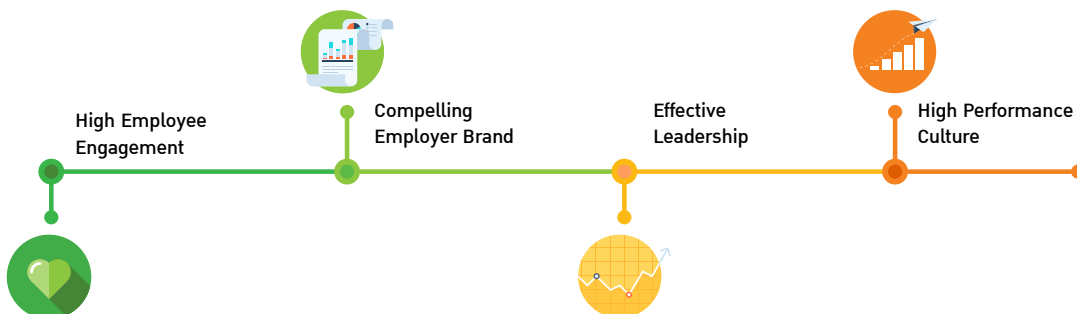 High Employee
Engagement
Compelling
Employer Brand
Effective
Leadership
High Performance
Culture